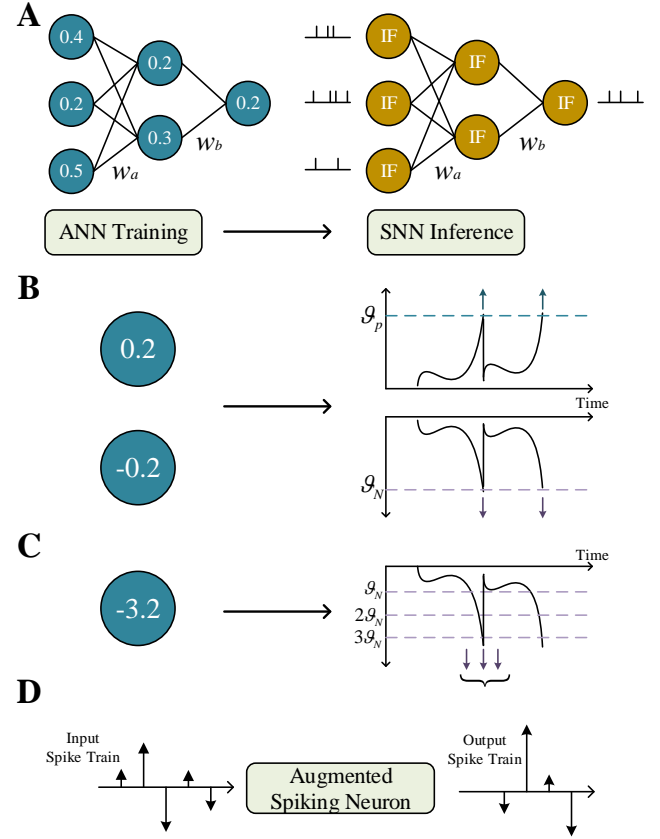 A
0.4
0.2
0.5
0.2
0.3
0.2
w_a
w_b
IF
IF
IF
IF
IF
IF
w_a
w_b
ANN Training
SNN Inference
B
0.2
-0.2
𝜗_p
Time
𝜗_N
C
-3.2
Time
𝜗_N
2𝜗_N
3𝜗_N
D
Input
Spike Train
Augmented
Spiking Neuron
Output
Spike Train